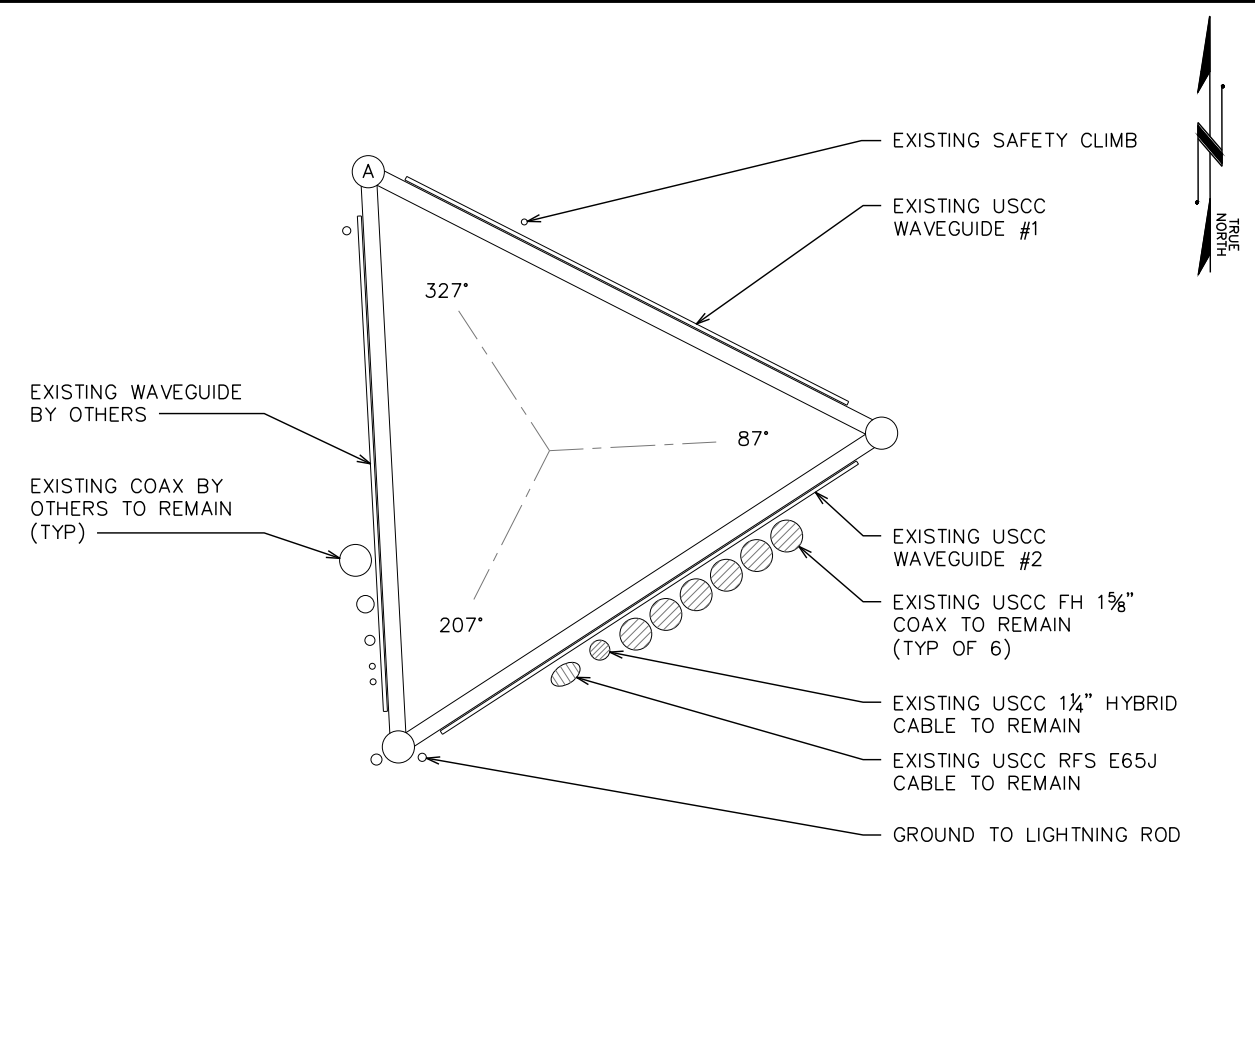 EXISTING SAFETY CLIMB
EXISTING USCC
WAVEGUIDE #1
TRUE
NORTH
A
327°
87°
207°
EXISTING WAVEGUIDE
BY OTHERS
EXISTING COAX BY
OTHERS TO REMAIN
(TYP)
EXISTING USCC
WAVEGUIDE #2
EXISTING USCC FH 1⅝"
COAX TO REMAIN
(TYP OF 6)
EXISTING USCC 1¼" HYBRID
CABLE TO REMAIN
EXISTING USCC RFS E65J
CABLE TO REMAIN
GROUND TO LIGHTNING ROD